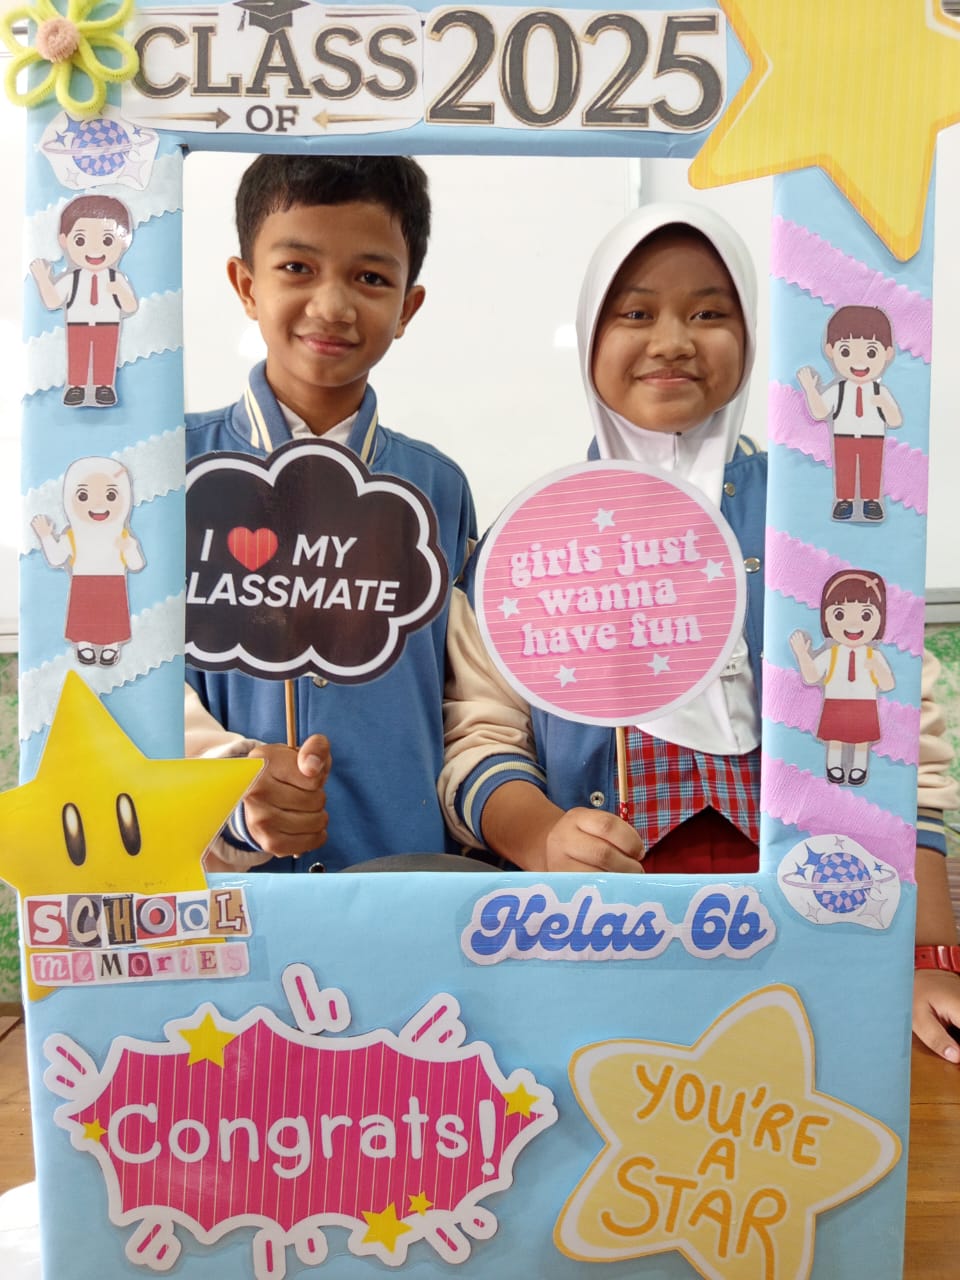 CLASS
OF
2025
I ❤ MY
LASSMATE
girls just
wanna
have fun
SCHOOL
MEMORIES
Kelas 6b
Congrats!
YOU'RE
A
STAR